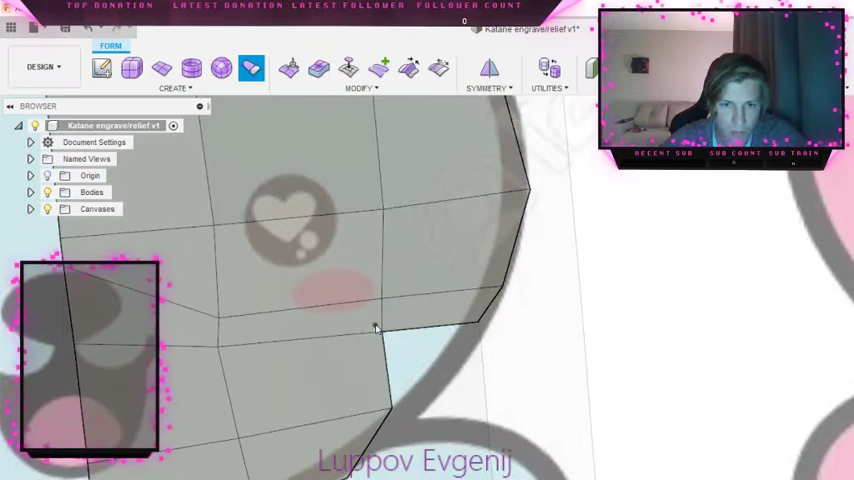 TOP DONATION LATEST DONATION LATEST FOLLOWER FOLLOWER COUNT
0
Katane engrave/relief v1*
FORM
DESIGN
CREATE
MODIFY
SYMMETRY
UTILITIES
BROWSER
Katane engrave/relief v1
Document Settings
Named Views
Origin
Bodies
Canvases
RECENT SUB SUB COUNT SUB TRAIN
Luppov Evgenij